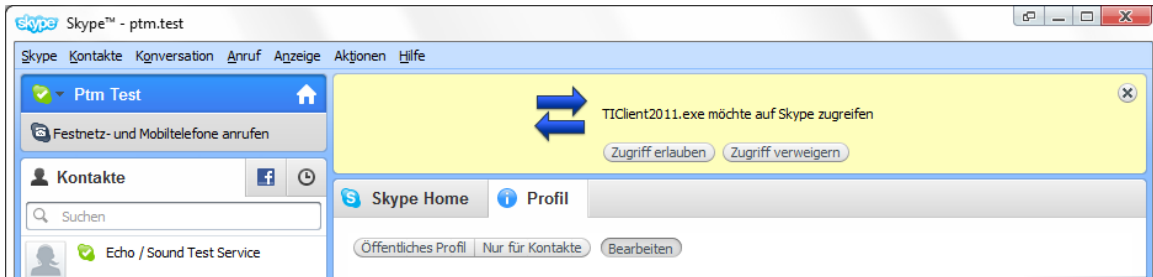 skype Skype™ - ptm.test
Skype Kontakte Konversation Anruf Anzeige Aktionen Hilfe
Ptm Test
Festnetz- und Mobiltelefone anrufen
TIClient2011.exe möchte auf Skype zugreifen
Zugriff erlauben Zugriff verweigern
Kontakte
Suchen
Echo / Sound Test Service
Skype Home Profil
Öffentliches Profil Nur für Kontakte Bearbeiten